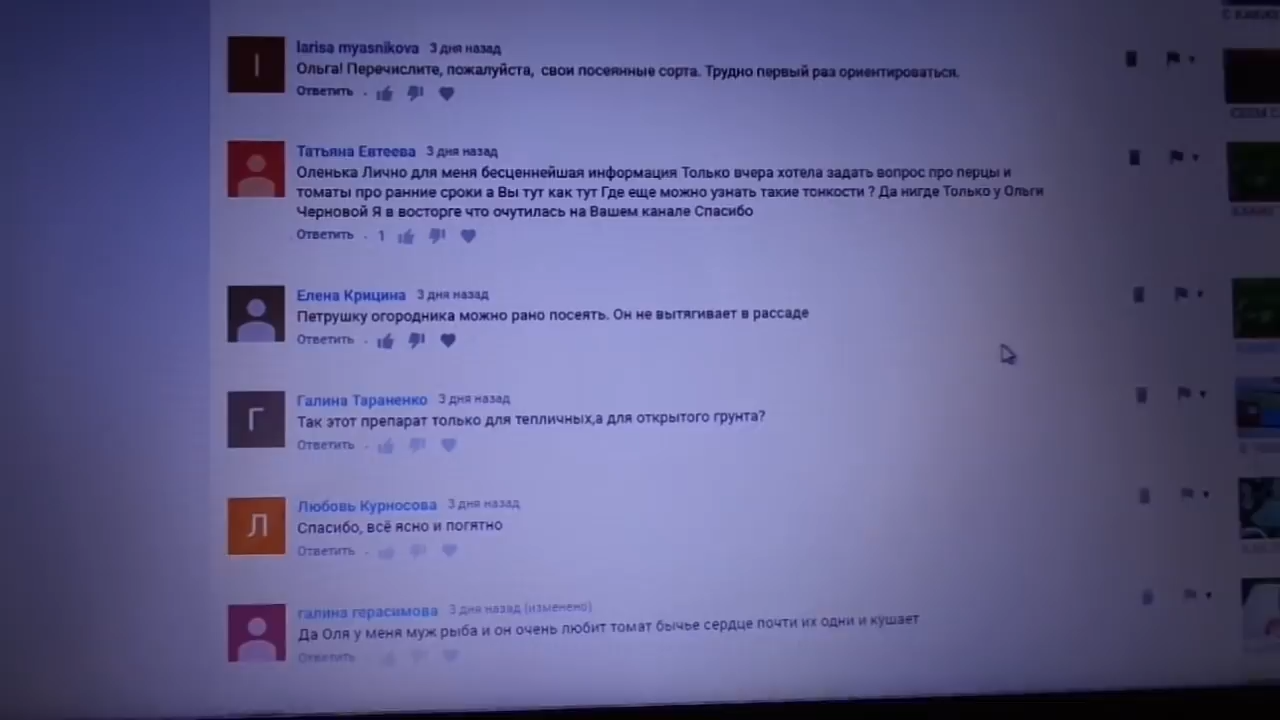 larisa myasnikova 3 дня назад
Ольга! Перечислите, пожалуйста, свои посеянные сорта. Трудно первый раз ориентироваться.
Ответить
Татьяна Евтеева 3 дня назад
Оленька Лично для меня бесценнейшая информация Только вчера хотела задать вопрос про перцы и
томаты про ранние сроки а Вы тут как тут Где еще можно узнать такие тонкости ? Да нигде Только у Ольги
Черновой Я в восторге что очутилась на Вашем канале Спасибо
Ответить 1
Елена Крицина 3 дня назад
Петрушку огородника можно рано посеять. Он не вытягивает в рассаде
Ответить
Г
Галина Тараненко 3 дня назад
Так этот препарат только для тепличных,а для открытого грунта?
Ответить
Л
Любовь Курносова 3 дня назад
Спасибо, всё ясно и погятно
Ответить
галина герасимова 3 дня назад (изменено)
Да Оля у меня муж рыба и он очень любит томат бычье сердце почти их одни и кушает
Ответить